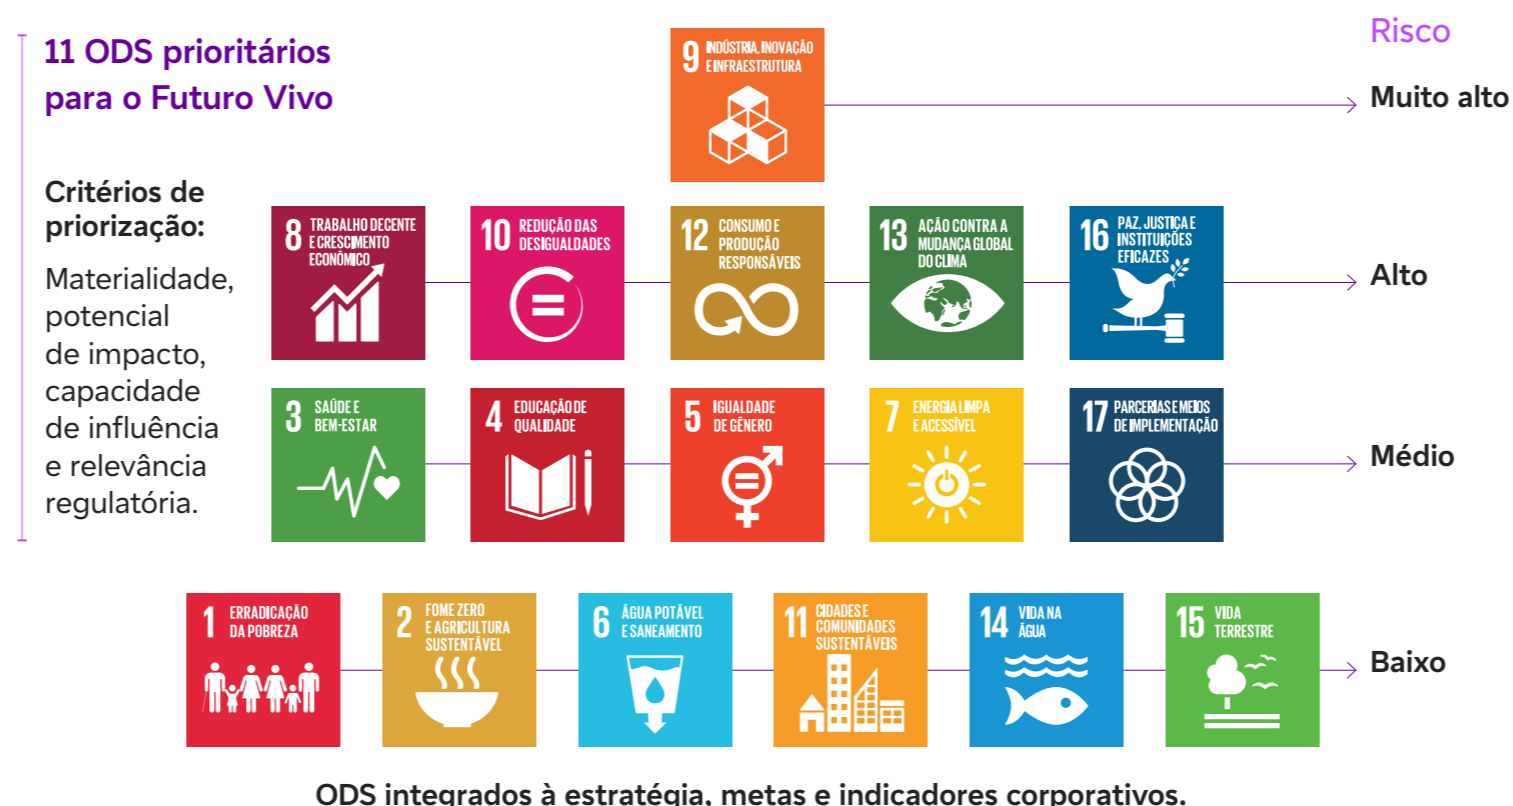 11 ODS prioritários
para o Futuro Vivo
Critérios de
priorização:
Materialidade,
potencial
de impacto,
capacidade
de influência
e relevância
regulatória.
Risco
9 INDÚSTRIA, INOVAÇÃO
E INFRAESTRUTURA
Muito alto
8 TRABALHO DECENTE
E CRESCIMENTO
ECONÔMICO
10 REDUÇÃO DAS
DESIGUALDADES
12 CONSUMO E
PRODUÇÃO
RESPONSÁVEIS
13 AÇÃO CONTRA A
MUDANÇA GLOBAL
DO CLIMA
16 PAZ, JUSTIÇA E
INSTITUIÇÕES
EFICAZES
Alto
3 SAÚDE E
BEM-ESTAR
4 EDUCAÇÃO DE
QUALIDADE
5 IGUALDADE
DE GÊNERO
7 ENERGIA LIMPA
E ACESSÍVEL
17 PARCERIAS E MEIOS
DE IMPLEMENTAÇÃO
Médio
1 ERRADICAÇÃO
DA POBREZA
2 FOME ZERO
E AGRICULTURA
SUSTENTÁVEL
6 ÁGUA POTÁVEL
E SANEAMENTO
11 CIDADES E
COMUNIDADES
SUSTENTÁVEIS
14 VIDA NA
ÁGUA
15 VIDA
TERRESTRE
Baixo
ODS integrados à estratégia, metas e indicadores corporativos.